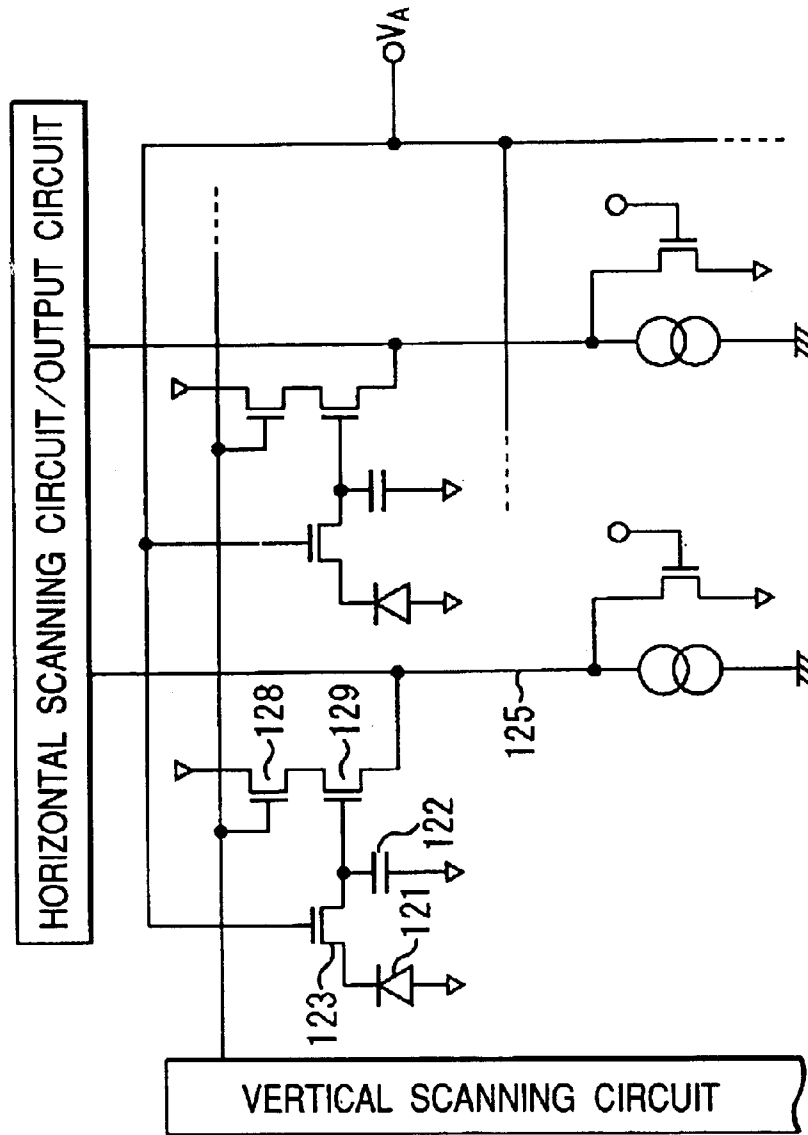 HORIZONTAL SCANNING CIRCUIT/OUTPUT CIRCUIT
VA
128
129
125
123
121
122
VERTICAL SCANNING CIRCUIT